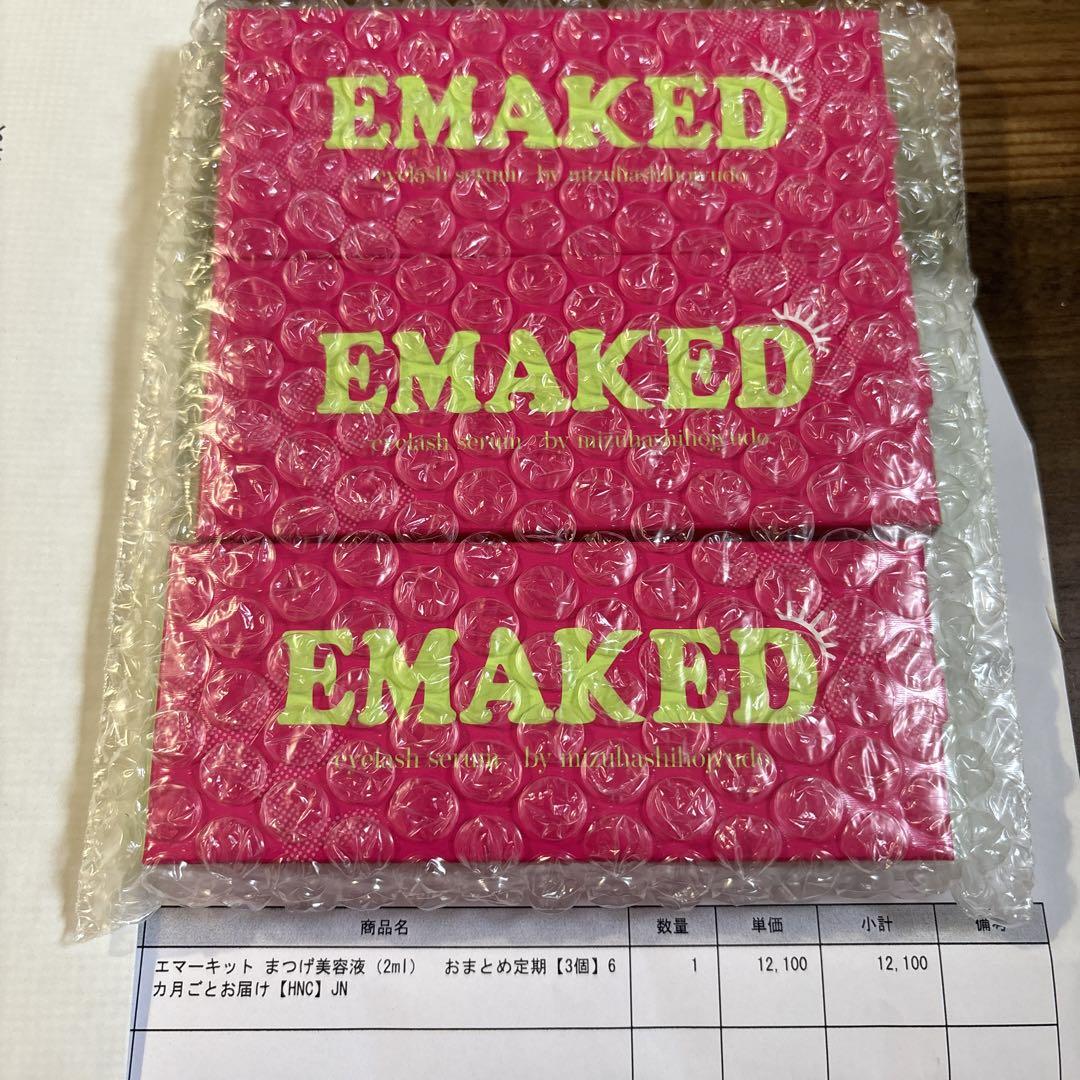 EMAKED
eyelash serum by mizuhashihojyudo
EMAKED
eyelash serum by mizuhashihojyudo
EMAKED
eyelash serum by mizuhashihojyudo
商品名 数量 単価 小計
エマーキット まつげ美容液（2ml） おまとめ定期【3個】6 1 12,100 12,100
カ月ごとお届け【HNC】JN